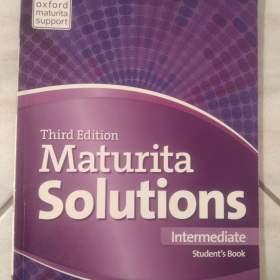 oxford
maturita
support
Third Edition
Maturita
Solutions
Intermediate
Student's Book